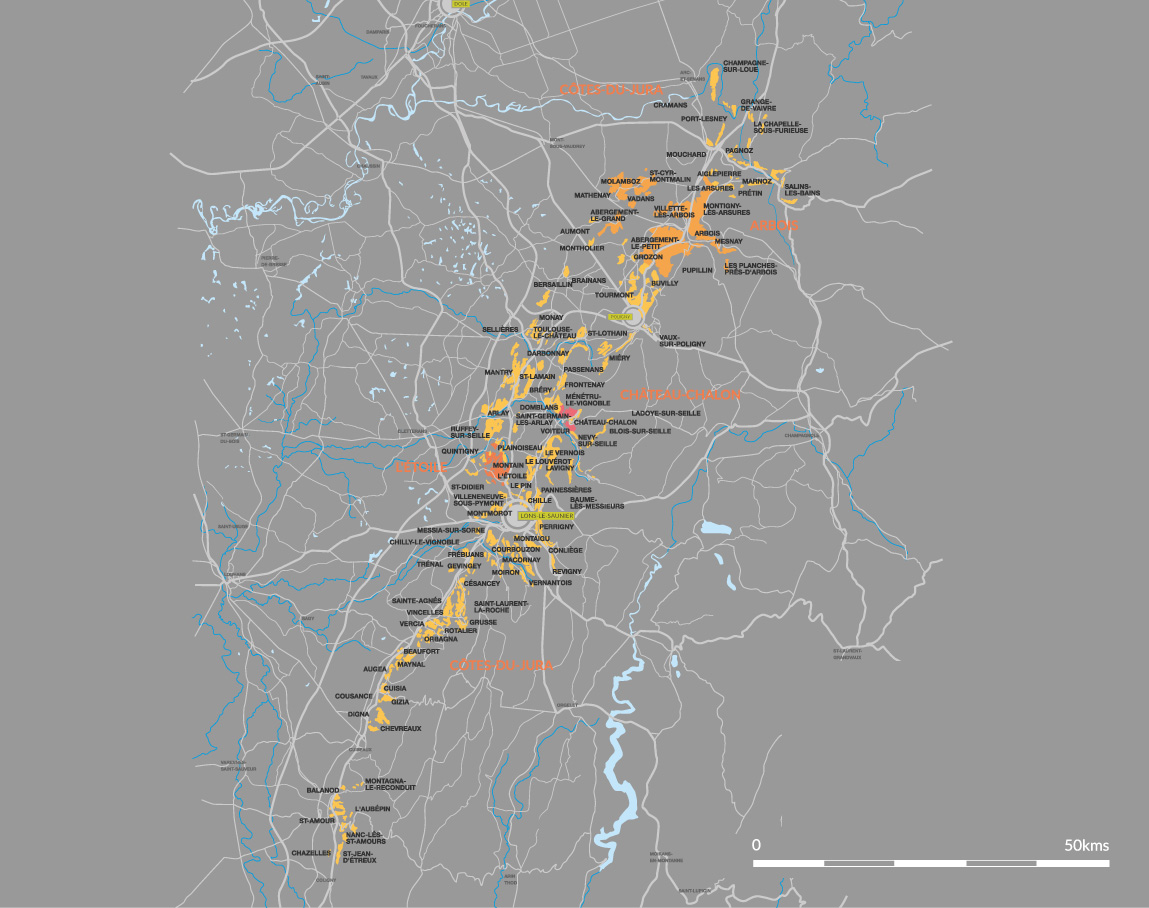 DOLE
CHAMPAGNE-
SUR-LOUE
CÔTES-DU-JURA
CRAMANS
GRANGE-
DE-VAIVRE
PORT-LESNEY
LA CHAPELLE-
SOUS-FURIEUSE
MOUCHARD
PAGNOZ
ST-CYR-
MONTMALIN
AIGLEPIERRE
MOLAMBOZ
MARNOZ
LES ARSURES
SALINS-
LES-BAINS
PRÉTIN
MATHENAY
VADANS
VILLETTE-
LÈS-ARBOIS
MONTIGNY-
LÈS-ARSURES
ABERGEMENT-
LE-GRAND
ARBOIS
AUMONT
ARBOIS
ABERGEMENT-
LE-PETIT
MESNAY
MONTHOLIER
GROZON
LES PLANCHES-
PRÈS-D'ARBOIS
PUPILLIN
BERSAILLIN
BRAINANS
BUVILLY
TOURMONT
POLIGNY
MONAY
SELLIÈRES
TOULOUSE-
LE-CHÂTEAU
ST-LOTHAIN
VAUX-
SUR-POLIGNY
DARBONNAY
MIÉRY
PASSENANS
MANTRY
ST-LAMAIN
FRONTENAY
BRÉRY
CHÂTEAU-CHALON
MÉNÉTRU-
LE-VIGNOBLE
DOMBLANS
ARLAY
LADOYE-SUR-SEILLE
SAINT-GERMAIN-
LES-ARLAY
CHÂTEAU-CHALON
RUFFEY-
SUR-SEILLE
VOITEUR
BLOIS-SUR-SEILLE
NEVY-
SUR-SEILLE
PLAINOISEAU
QUINTIGNY
LE VERNOIS
L'ÉTOILE
MONTAIN
LE LOUVÉROT
LAVIGNY
L'ÉTOILE
ST-DIDIER
LE PIN
PANNESSIÈRES
VILLENEUVE-
SOUS-PYMONT
CHILLE
BAUME-
LES-MESSIEURS
MONTMOROT
LONS-LE-SAUNIER
MESSIA-SUR-SORNE
PERRIGNY
CHILLY-LE-VIGNOBLE
MONTAIGU
COURBOUZON
CONLIÈGE
FRÉBUANS
MACORNAY
TRÉNAL
GEVINGEY
MOIRON
REVIGNY
CÉSANCEY
VERNANTOIS
SAINTE-AGNÈS
SAINT-LAURENT-
LA-ROCHE
VINCELLES
VERCIA
GRUSSE
ROTALIER
ORBAGNA
BEAUFORT
MAYNAL
CÔTES-DU-JURA
AUGEA
CUISIA
COUSANCE
GIZIA
DIGNA
CHEVREAUX
MONTAGNA-
LE-RECONDUIT
BALANOD
L'AUBÉPIN
ST-AMOUR
NANC-LÈS-
ST-AMOURS
CHAZELLES
ST-JEAN-
D'ÉTREUX
0
50kms